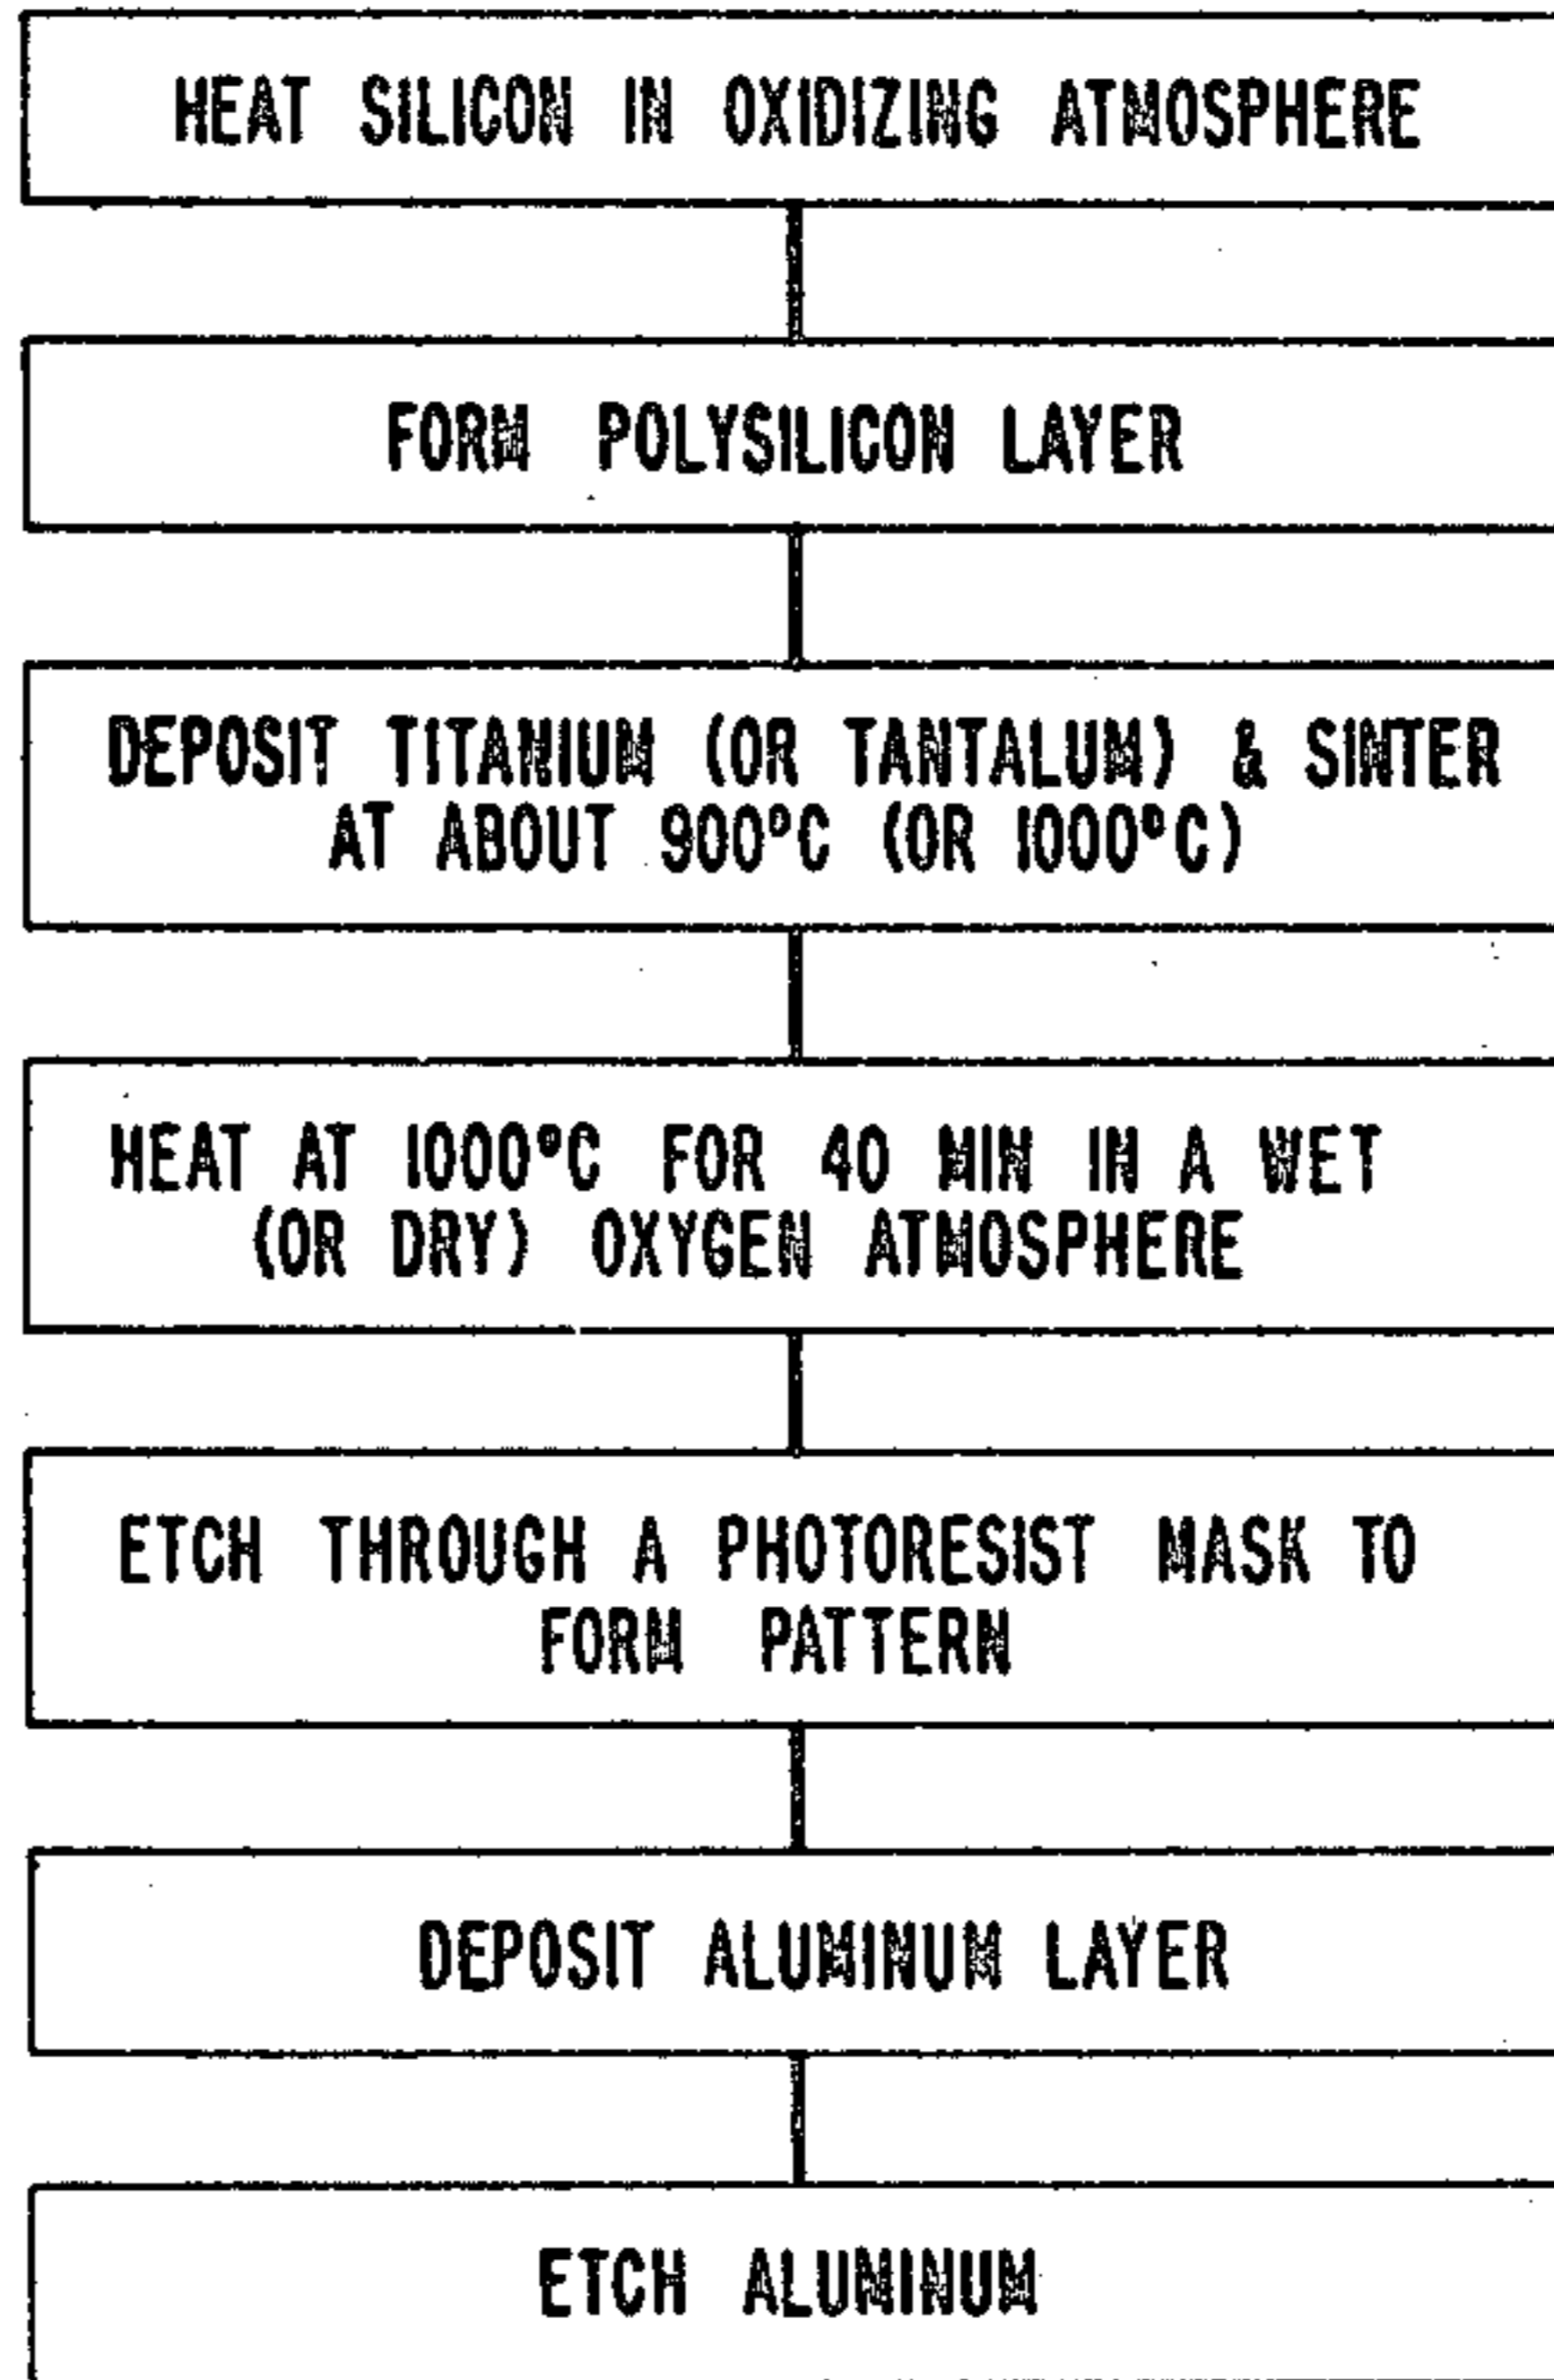 HEAT SILICON IN OXIDIZING ATMOSPHERE
FORM POLYSILICON LAYER
DEPOSIT TITANIUM (OR TANTALUM) & SINTER
AT ABOUT 900°C (OR 1000°C)
HEAT AT 1000°C FOR 40 MIN IN A WET
(OR DRY) OXYGEN ATMOSPHERE
ETCH THROUGH A PHOTORESIST MASK TO
FORM PATTERN
DEPOSIT ALUMINUM LAYER
ETCH ALUMINUM